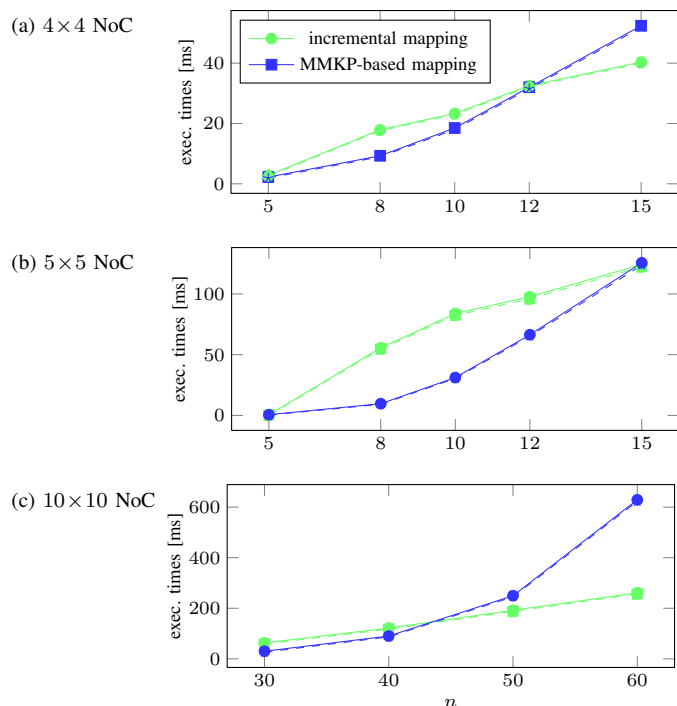 (a) 4×4 NoC
exec. times [ms]
40
20
0
incremental mapping
MMKP-based mapping
5 8 10 12 15
(b) 5×5 NoC
exec. times [ms]
100
50
0
5 8 10 12 15
(c) 10×10 NoC
exec. times [ms]
600
400
200
0
30 40 50 60
n